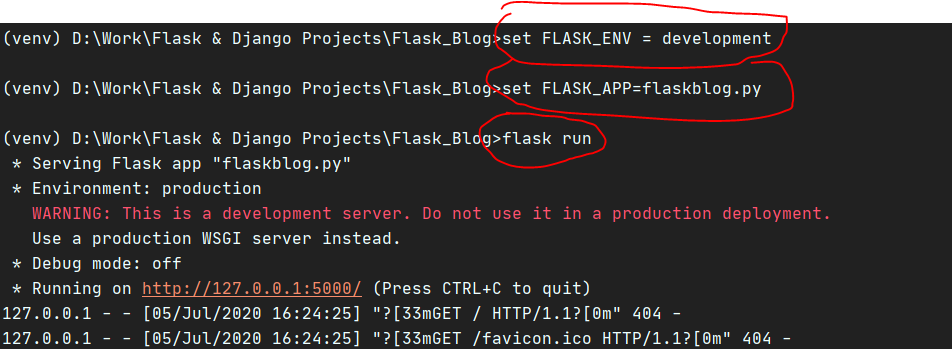 (venv) D:\Work\Flask & Django Projects\Flask_Blog>set FLASK_ENV = development
(venv) D:\Work\Flask & Django Projects\Flask_Blog>set FLASK_APP=flaskblog.py
(venv) D:\Work\Flask & Django Projects\Flask_Blog>flask run
* Serving Flask app "flaskblog.py"
* Environment: production
WARNING: This is a development server. Do not use it in a production deployment.
Use a production WSGI server instead.
* Debug mode: off
* Running on http://127.0.0.1:5000/ (Press CTRL+C to quit)
127.0.0.1 - - [05/Jul/2020 16:24:25] "?[33mGET / HTTP/1.1?[0m" 404 -
127.0.0.1 - - [05/Jul/2020 16:24:25] "?[33mGET /favicon.ico HTTP/1.1?[0m" 404 -